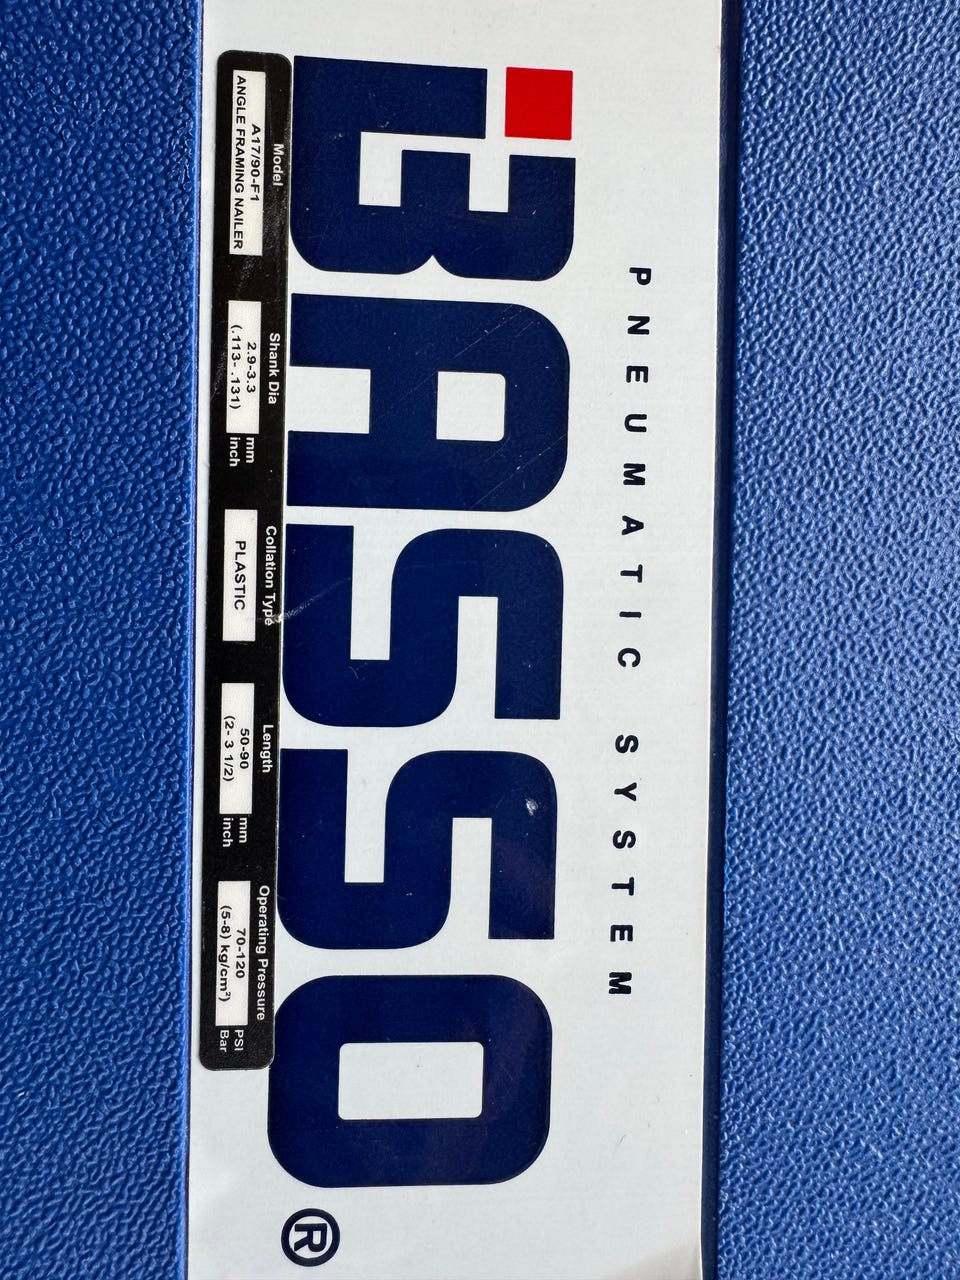 PNEUMATIC SYSTEM
BASSO®
Model
A17/90-F1
ANGLE FRAMING NAILER
Shank Dia
2.9-3.3 mm
(.113- .131) inch
Collation Type
PLASTIC
Length
50-90 mm
(2- 3 1/2) inch
Operating Pressure
70-120 PSI
(5-8) kg/cm²) Bar